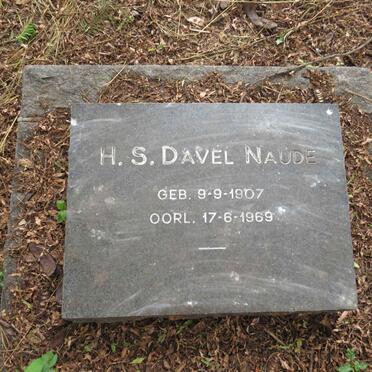 H. S. DAVEL NAUDE
GEB. 9-9-1907
OORL. 17-6-1969